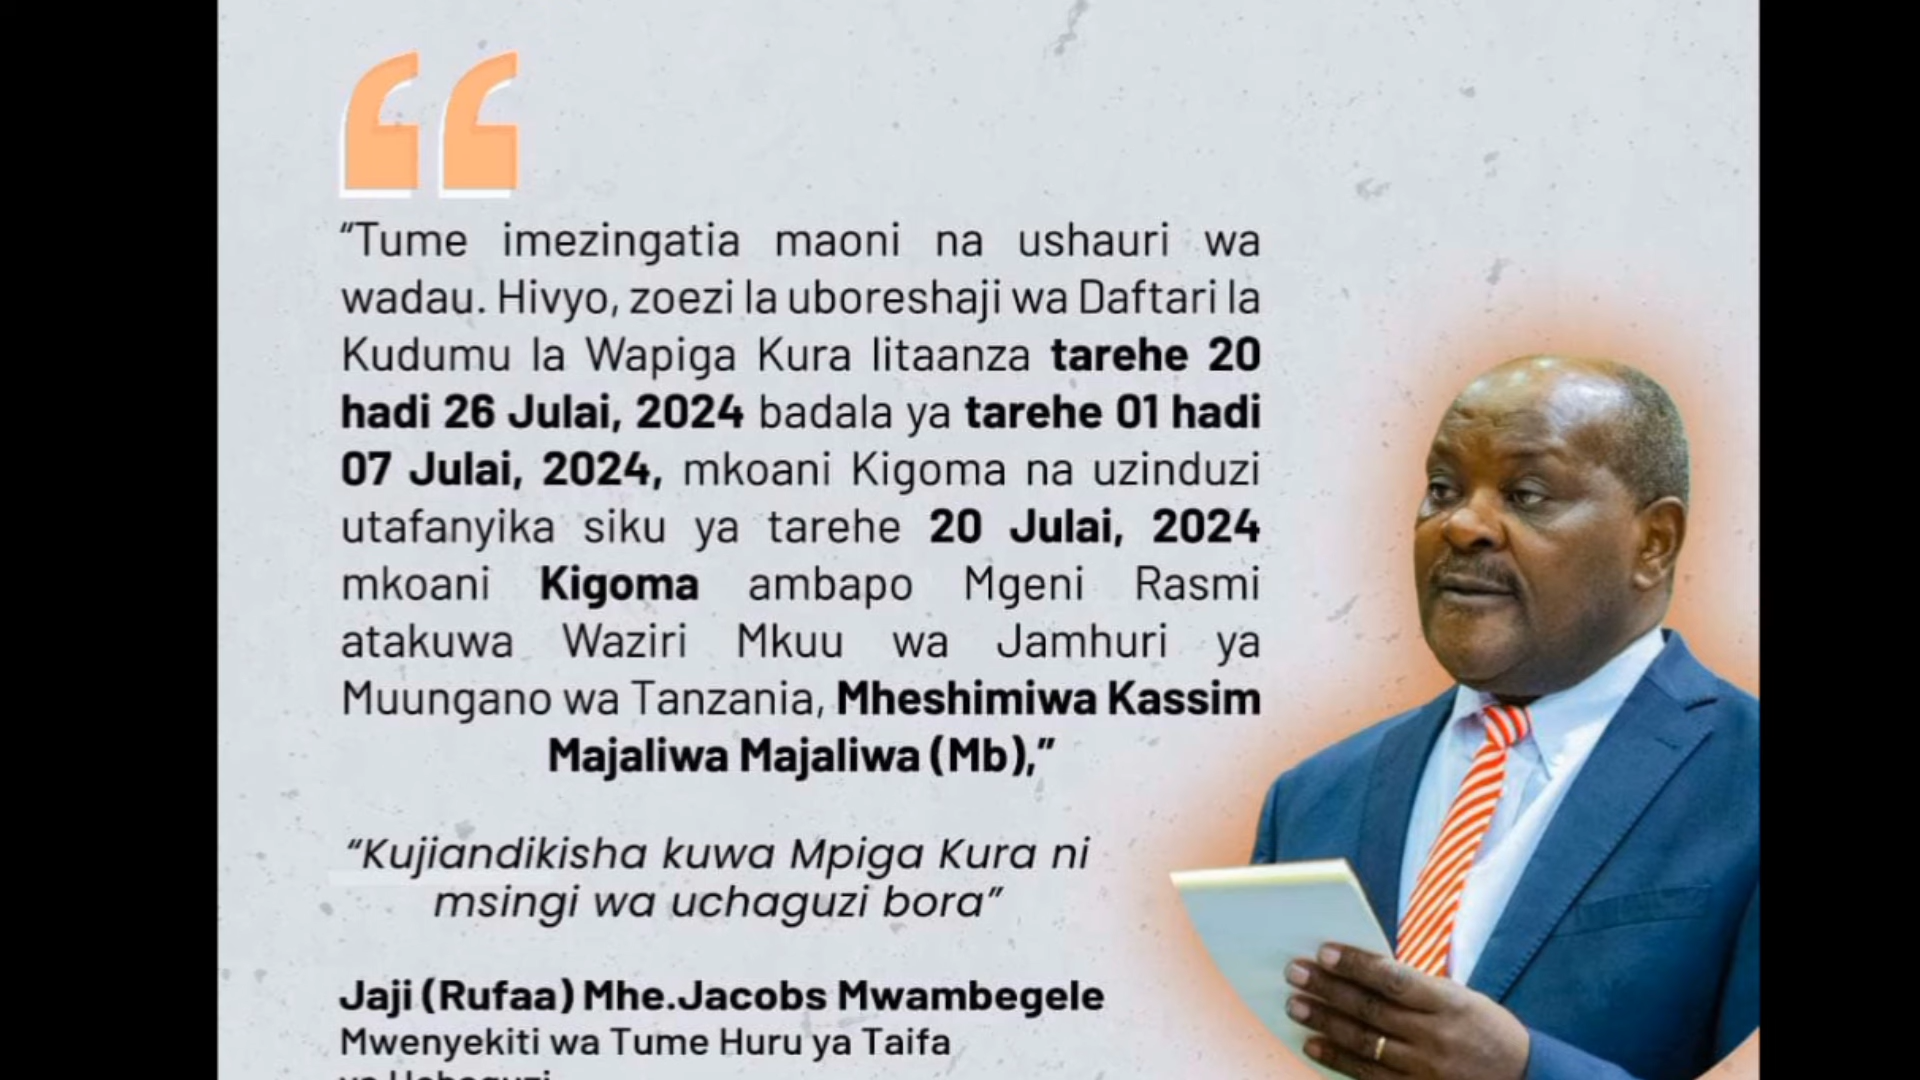 “Tume imezingatia maoni na ushauri wa
wadau. Hivyo, zoezi la uboreshaji wa Daftari la
Kudumu la Wapiga Kura litaanza tarehe 20
hadi 26 Julai, 2024 badala ya tarehe 01 hadi
07 Julai, 2024, mkoani Kigoma na uzinduzi
utafanyika siku ya tarehe 20 Julai, 2024
mkoani Kigoma ambapo Mgeni Rasmi
atakuwa Waziri Mkuu wa Jamhuri ya
Muungano wa Tanzania, Mheshimiwa Kassim
Majaliwa Majaliwa (Mb),”
“Kujiandikisha kuwa Mpiga Kura ni
msingi wa uchaguzi bora”
Jaji (Rufaa) Mhe.Jacobs Mwambegele
Mwenyekiti wa Tume Huru ya Taifa